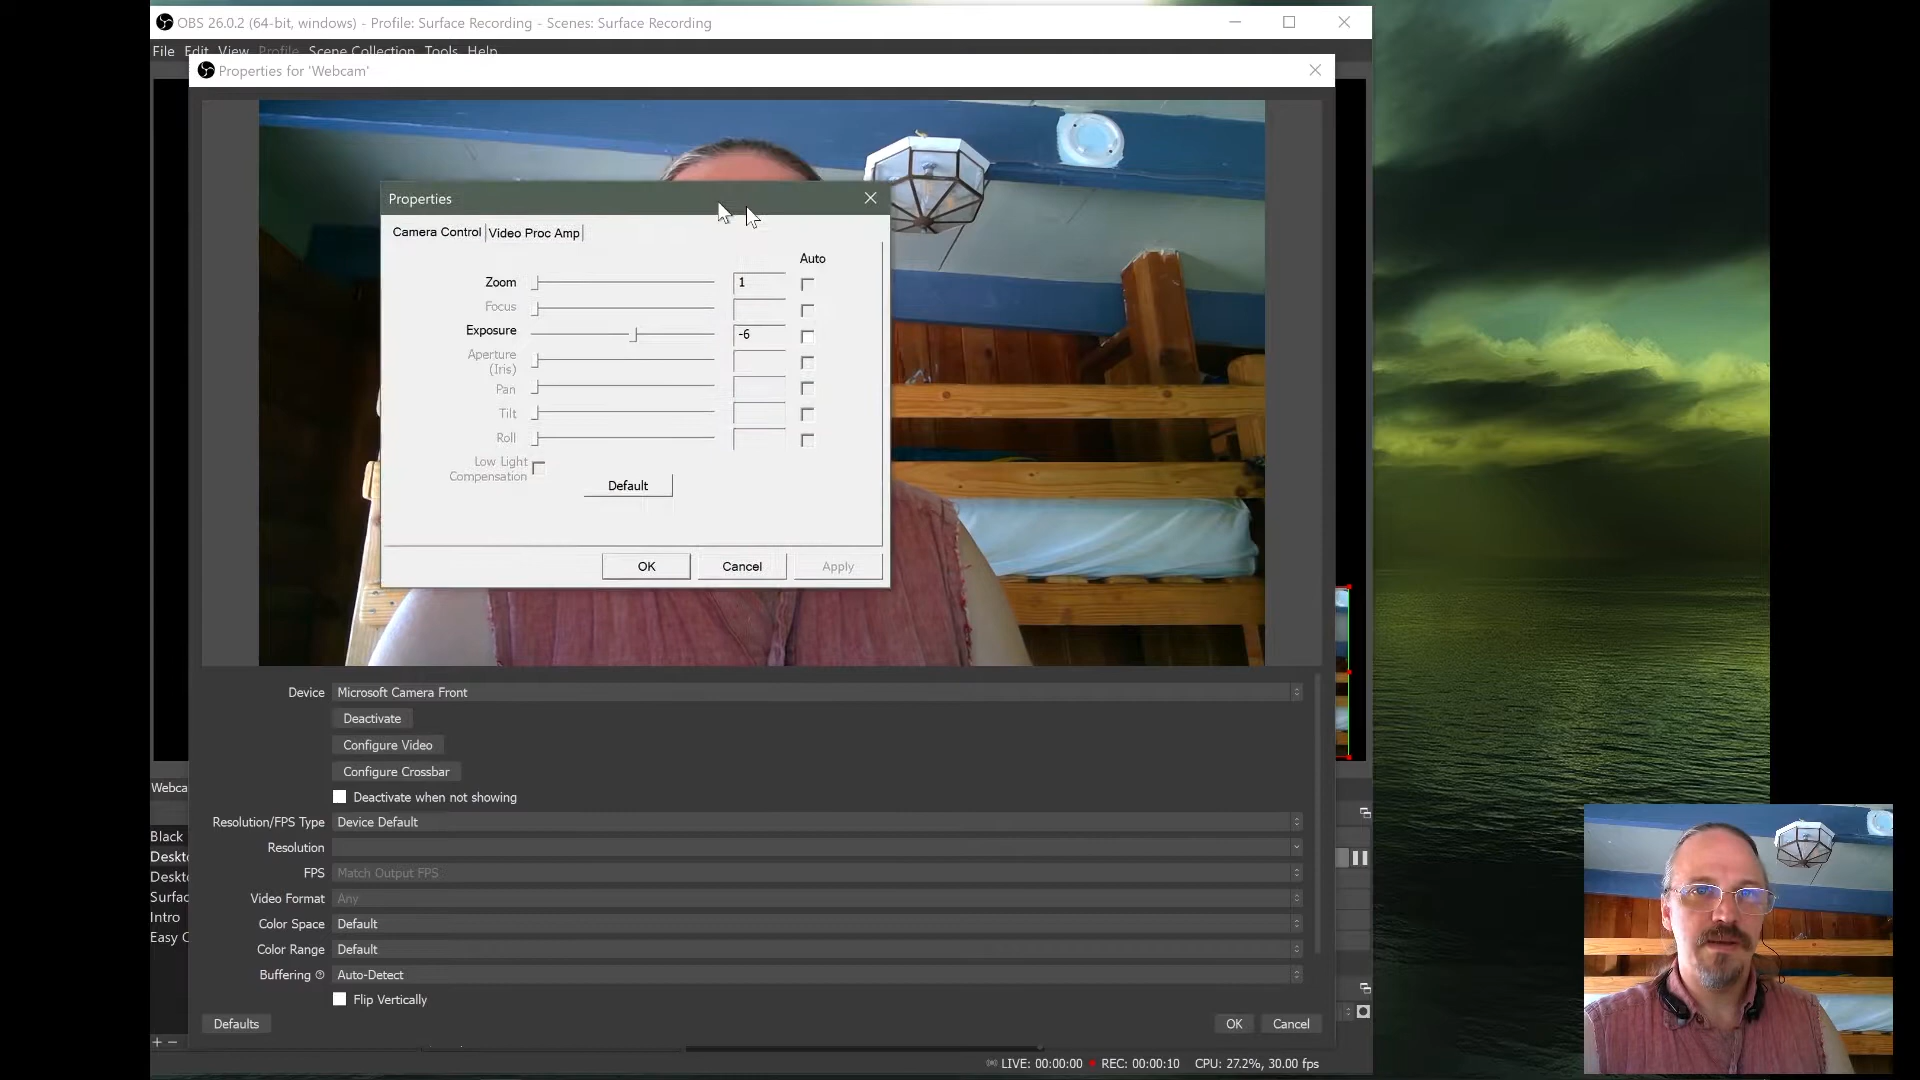 OBS 26.0.2 (64-bit, windows) - Profile: Surface Recording - Scenes: Surface Recording
File Edit View Profile Scene Collection Tools Help
Properties for 'Webcam'
Properties
Camera Control Video Proc Amp
Auto
Zoom 1
Focus
Exposure -6
Aperture
(Iris)
Pan
Tilt
Roll
Low Light
Compensation
Default
OK Cancel Apply
Device Microsoft Camera Front
Deactivate
Configure Video
Configure Crossbar
Deactivate when not showing
Resolution/FPS Type Device Default
Resolution
FPS Match Output FPS
Video Format Any
Color Space Default
Color Range Default
Buffering Auto-Detect
Flip Vertically
Defaults OK Cancel
Webca
Black
Deskt
Deskt
Surfac
Intro
Easy C
LIVE: 00:00:00 REC: 00:00:10 CPU: 27.2%, 30.00 fps